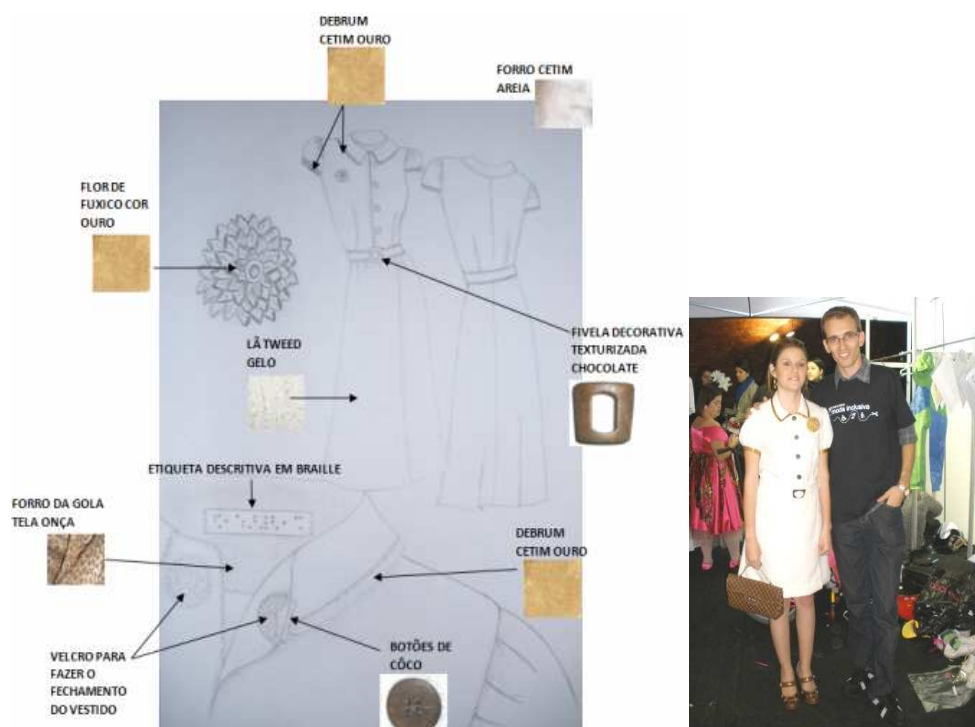 DEBRUM
CETIM OURO
FORRO CETIM
AREIA
FLOR DE
FUXICO COR
OURO
LÃ TWEED
GELO
FIVELA DECORATIVA
TEXTURIZADA
CHOCOLATE
ETIQUETA DESCRITIVA EM BRAILLE
FORRO DA GOLA
TELA ONÇA
DEBRUM
CETIM OURO
VELCRO PARA
FAZER O
FECHAMENTO
DO VESTIDO
BOTÕES DE
CÔCO
moda inclusiva